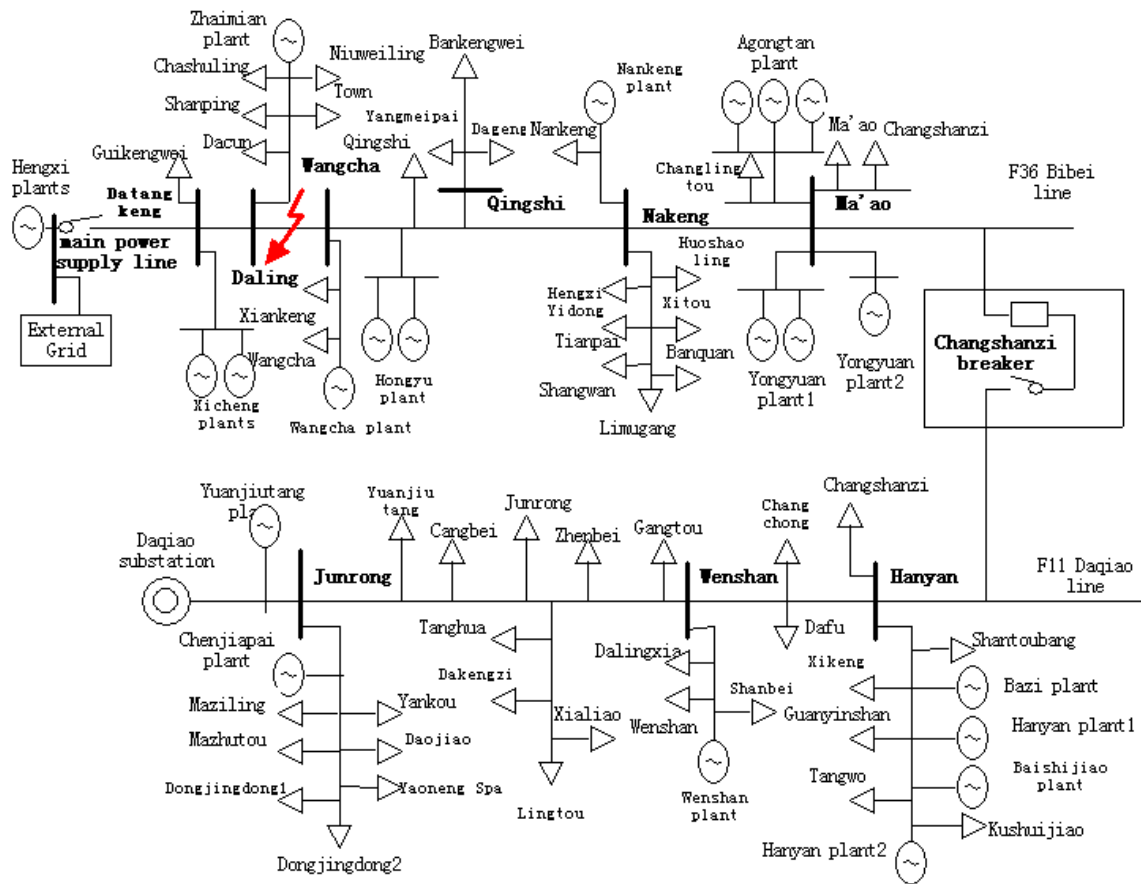 Zhaimian
plant
Chashuling
Niuweiling
Shanping
Town
Dacun
Bankengwei
Yangmeipai
Dageng
Nankeng
plant
Nankeng
Agongtan
plant
Ma'ao
Changshanzi
Changling
tou
Hengxi
plants
Guikengwei
Datang
keng
Wangcha
Qingshi
Qingshi
Nakeng
Ma'ao
F36 Bibei
line
main power
supply line
Daling
External
Grid
Xiankeng
Wangcha
Xicheng
plants
Wangcha plant
Hongyu
plant
Huoshao
ling
Hengxi
Yidong
Xitou
Tianpai
Banquan
Shangwan
Limugang
Yongyuan
plant1
Yongyuan
plant2
Changshanzi
breaker
Yuanjiutang
pla
Daqiao
substation
Junrong
Yuanjiu
tang
Cangbei
Junrong
Zhenbei
Gangtou
Wenshan
Chang
chong
Changshanzi
Hanyan
F11 Daqiao
line
Chenjiapai
plant
Maziling
Yankou
Mazhutou
Daojiao
Dongjingdong1
Yaoneng Spa
Dongjingdong2
Tanghua
Dakengzi
Xialiao
Lingtou
Dalingxia
Wenshan
Shanbei
Wenshan
plant
Dafu
Xikeng
Shantoubang
Bazi plant
Guanyinshan
Hanyan plant1
Tangwo
Baishijiao
plant
Kushuijiao
Hanyan plant2